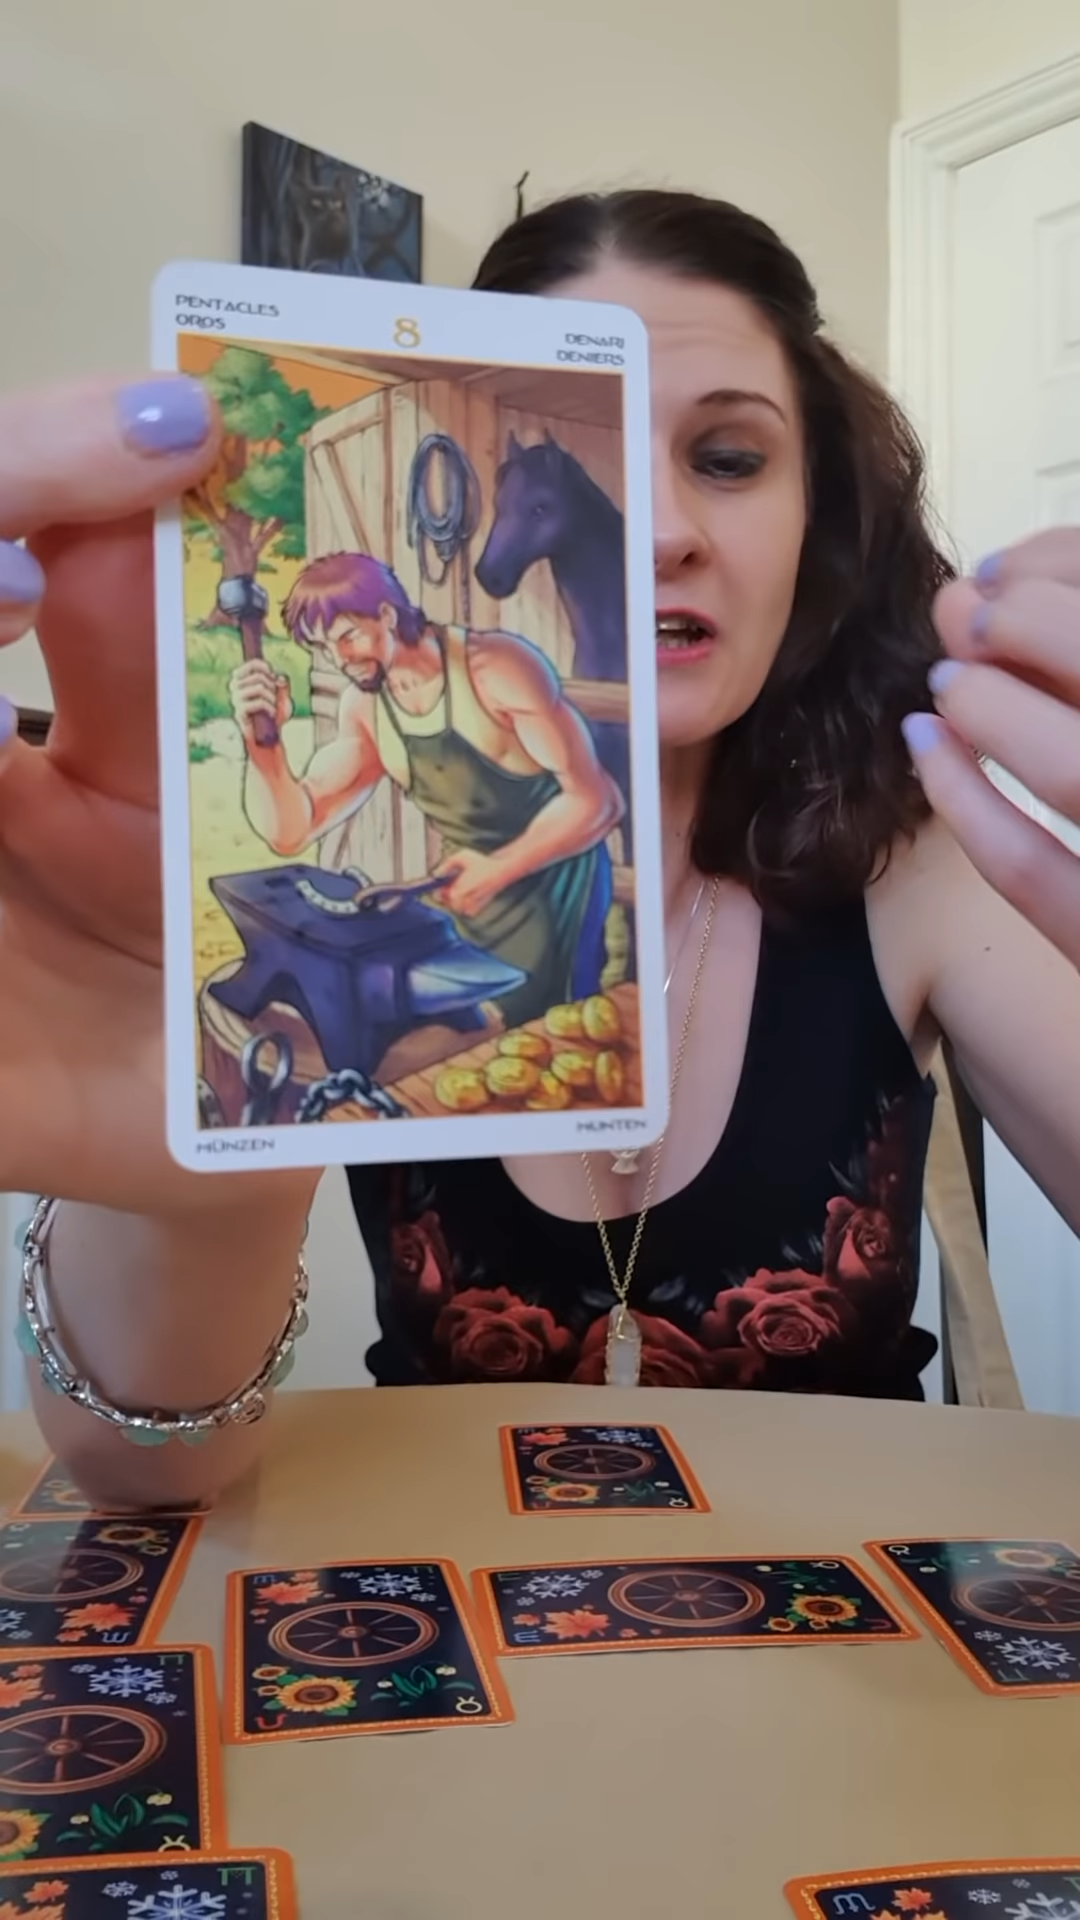 PENTACLES
OROS
8
DENARI
DENIERS
MÜNZEN
MUNTEN